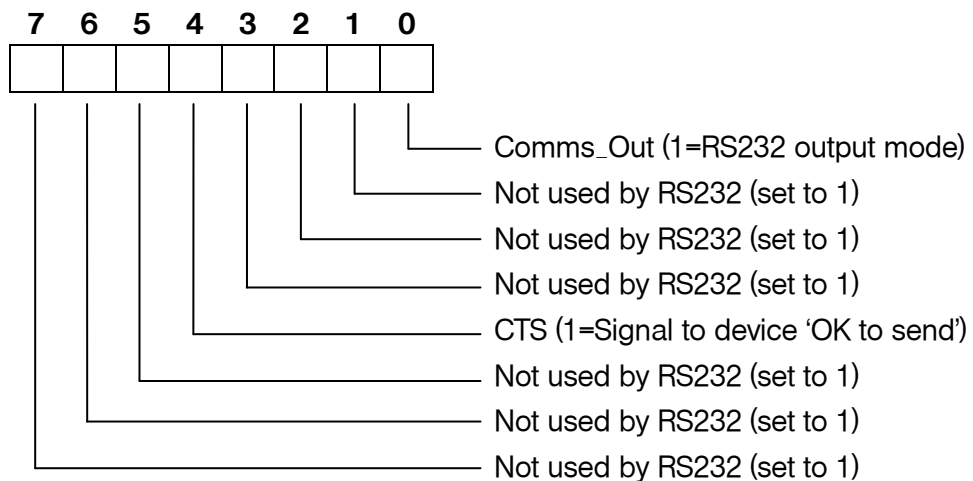 7 6 5 4 3 2 1 0
Comms_Out (1=RS232 output mode)
Not used by RS232 (set to 1)
Not used by RS232 (set to 1)
Not used by RS232 (set to 1)
CTS (1=Signal to device ‘OK to send’)
Not used by RS232 (set to 1)
Not used by RS232 (set to 1)
Not used by RS232 (set to 1)